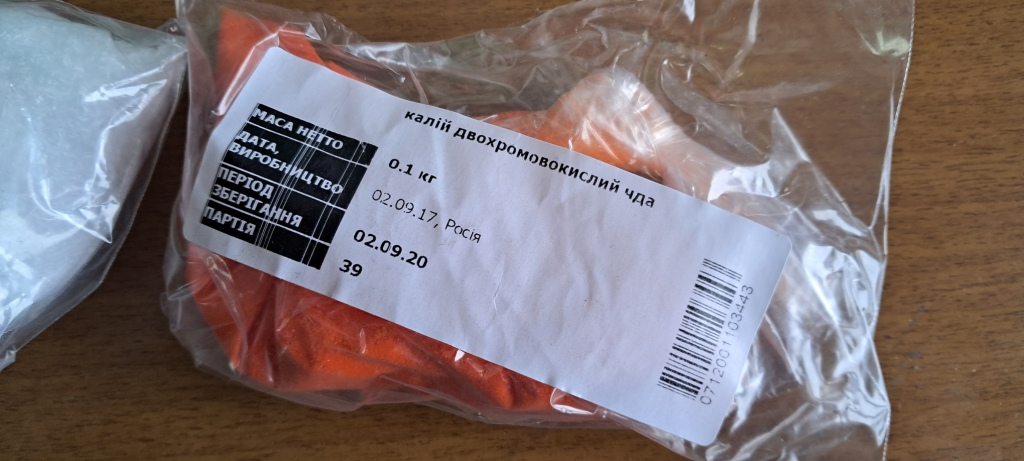 калій двохромовокислий чда
МАСА НЕТТО
0.1 кг
ДАТА,
ВИРОБНИЦТВО
02.09.17, Росія
ПЕРІОД
ЗБЕРІГАННЯ
02.09.20
ПАРТІЯ
39
0712001103443